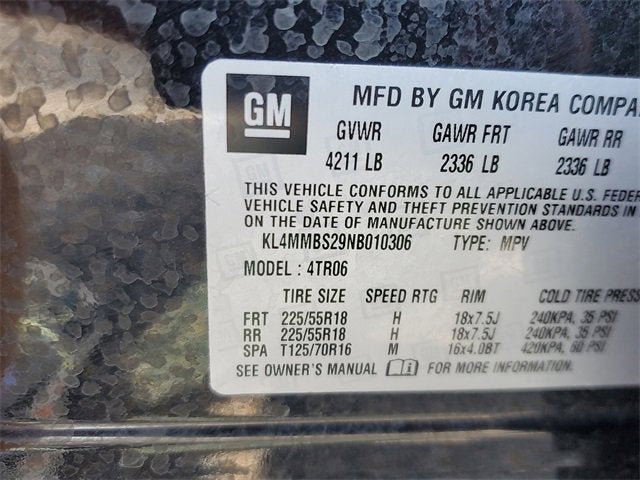 GM MFD BY GM KOREA
GVWR GAWR FRT GAWR RR
4211 LB 2336 LB 2336 LB
THIS VEHICLE CONFORMS TO ALL APPLICABLE U.S.
VEHICLE SAFETY AND THEFT PREVENTION STANDARDS IN
ON THE DATE OF MANUFACTURE SHOWN ABOVE.
KL4MMBS29NB010306 TYPE: MPV
MODEL : 4TR06
TIRE SIZE SPEED RTG RIM COLD TIRE
FRT 225/55R18 H 18x7.5J 240KPA, 35 PSI
RR 225/55R18 H 18x7.5J 240KPA, 35 PSI
SPA T125/70R16 M 16x4.0BT 420KPA, 60 PSI
SEE OWNER'S MANUAL FOR MORE INFORMATION.